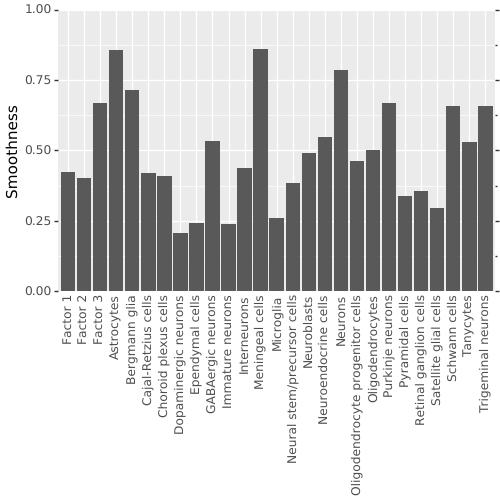 1.00
0.75
0.50
0.25
0.00
Smoothness
Factor 1
Factor 2
Factor 3
Astrocytes
Bergmann glia
Cajal-Retzius cells
Choroid plexus cells
Dopaminergic neurons
Ependymal cells
GABAergic neurons
Immature neurons
Interneurons
Meningeal cells
Microglia
Neural stem/precursor cells
Neuroblasts
Neuroendocrine cells
Neurons
Oligodendrocyte progenitor cells
Oligodendrocytes
Purkinje neurons
Pyramidal cells
Retinal ganglion cells
Satellite glial cells
Schwann cells
Tanycytes
Trigeminal neurons